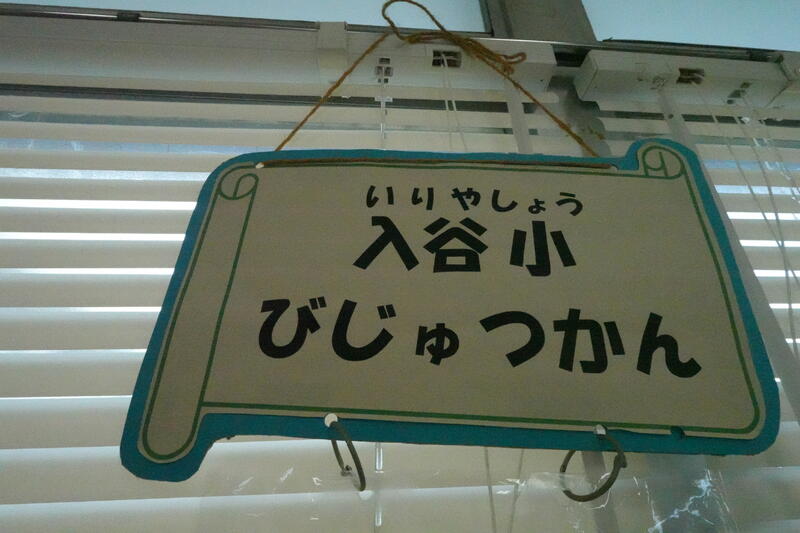 いりやしょう
入谷小
びじゅつかん